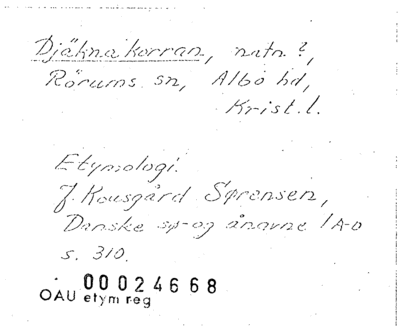 Djäknakorran, natn?,
Rörums sn, Albo hd,
Krist.l.
Etymologi.
J. Kousgård Sørensen,
Danske sø- og ånavne 1 A-D
s. 310.
00024668
OAU etym reg